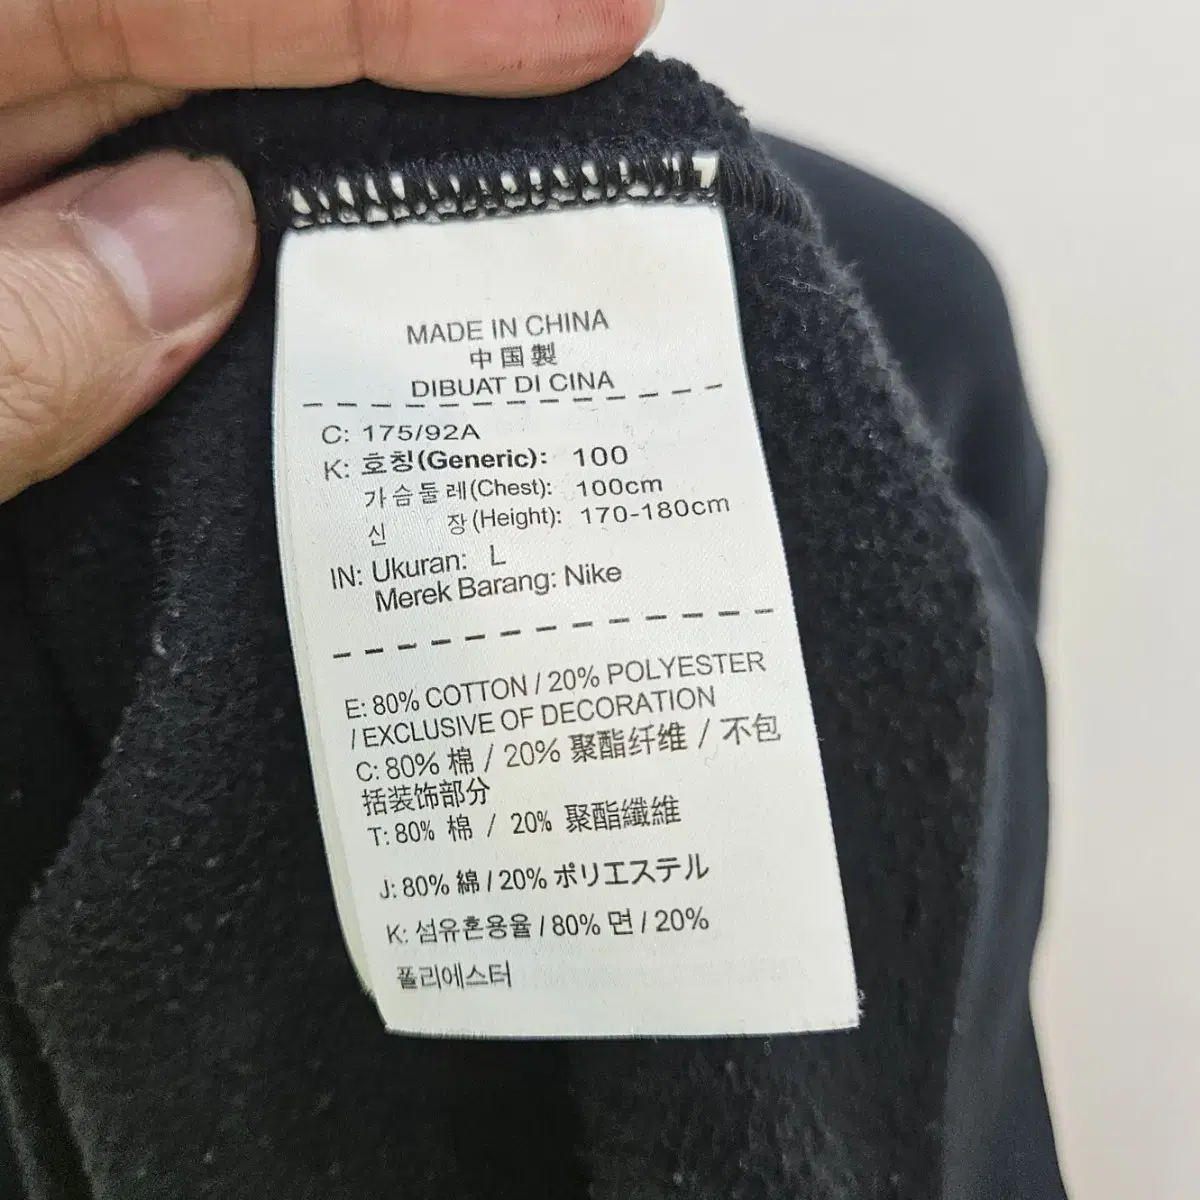 MADE IN CHINA
中国製
DIBUAT DI CINA
C: 175/92A
K: 호칭(Generic): 100
가슴둘레(Chest): 100cm
신 장(Height): 170-180cm
IN: Ukuran: L
Merek Barang: Nike
E: 80% COTTON / 20% POLYESTER
/ EXCLUSIVE OF DECORATION
C: 80% 棉 / 20% 聚酯纤维 / 不包
括装饰部分
T: 80% 棉 / 20% 聚酯纖維
J: 80% 綿 / 20% ポリエステル
K: 섬유혼용율 / 80% 면 / 20%
폴리에스터